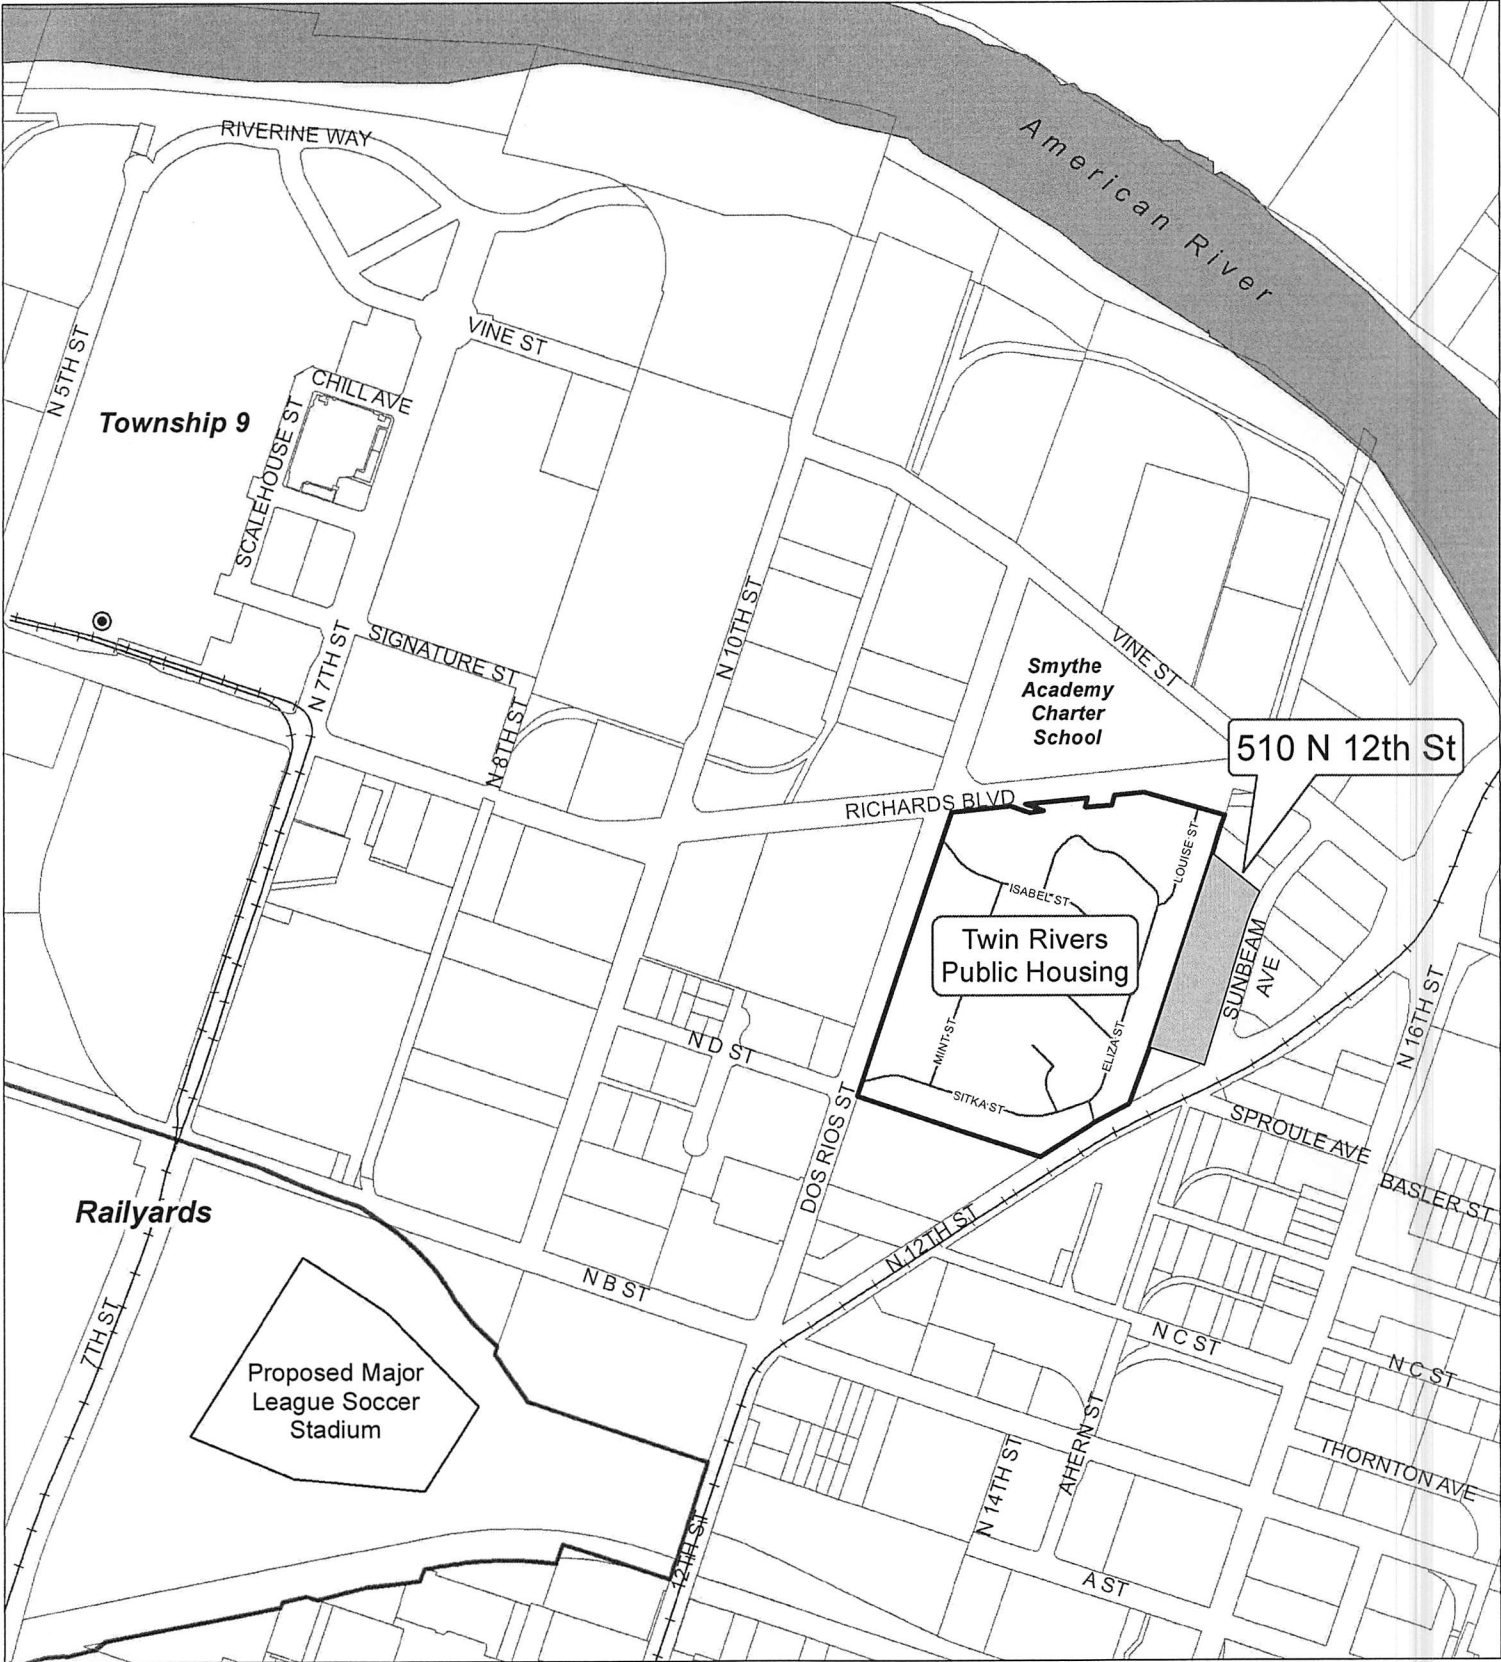 American River
RIVERINE WAY
VINE ST
N 5TH ST
CHILL AVE
Township 9
SCALEHOUSE ST
N 10TH ST
N 7TH ST
SIGNATURE ST
N 8TH ST
VINE ST
Smythe
Academy
Charter
School
510 N 12th St
RICHARDS BLVD
LOUISE ST
ISABEL ST
Twin Rivers
Public Housing
SUNBEAM
AVE
N 16TH ST
MINT ST
ELIZA ST
N D ST
SITKA ST
DOS RIOS ST
SPROULE AVE
BASLER ST
Railyards
N 12TH ST
N B ST
7TH ST
N C ST
N C ST
Proposed Major
League Soccer
Stadium
AHERN ST
N 14TH ST
THORNTON AVE
12TH ST
A ST